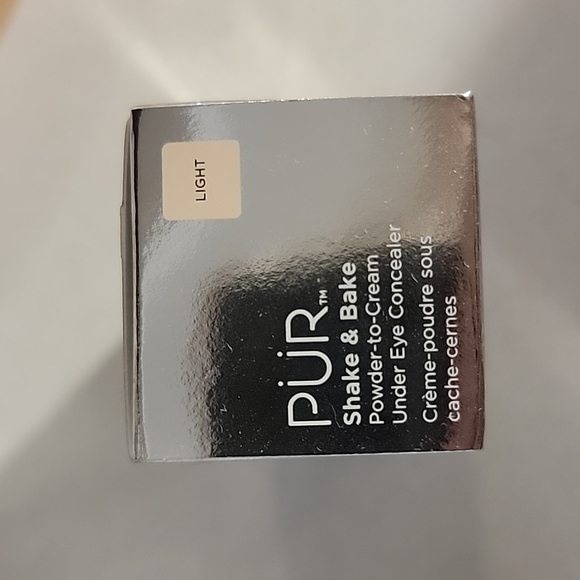 LIGHT
PÜR™
Shake & Bake
Powder-to-Cream
Under Eye Concealer
Crème-poudre sous
cache-cernes